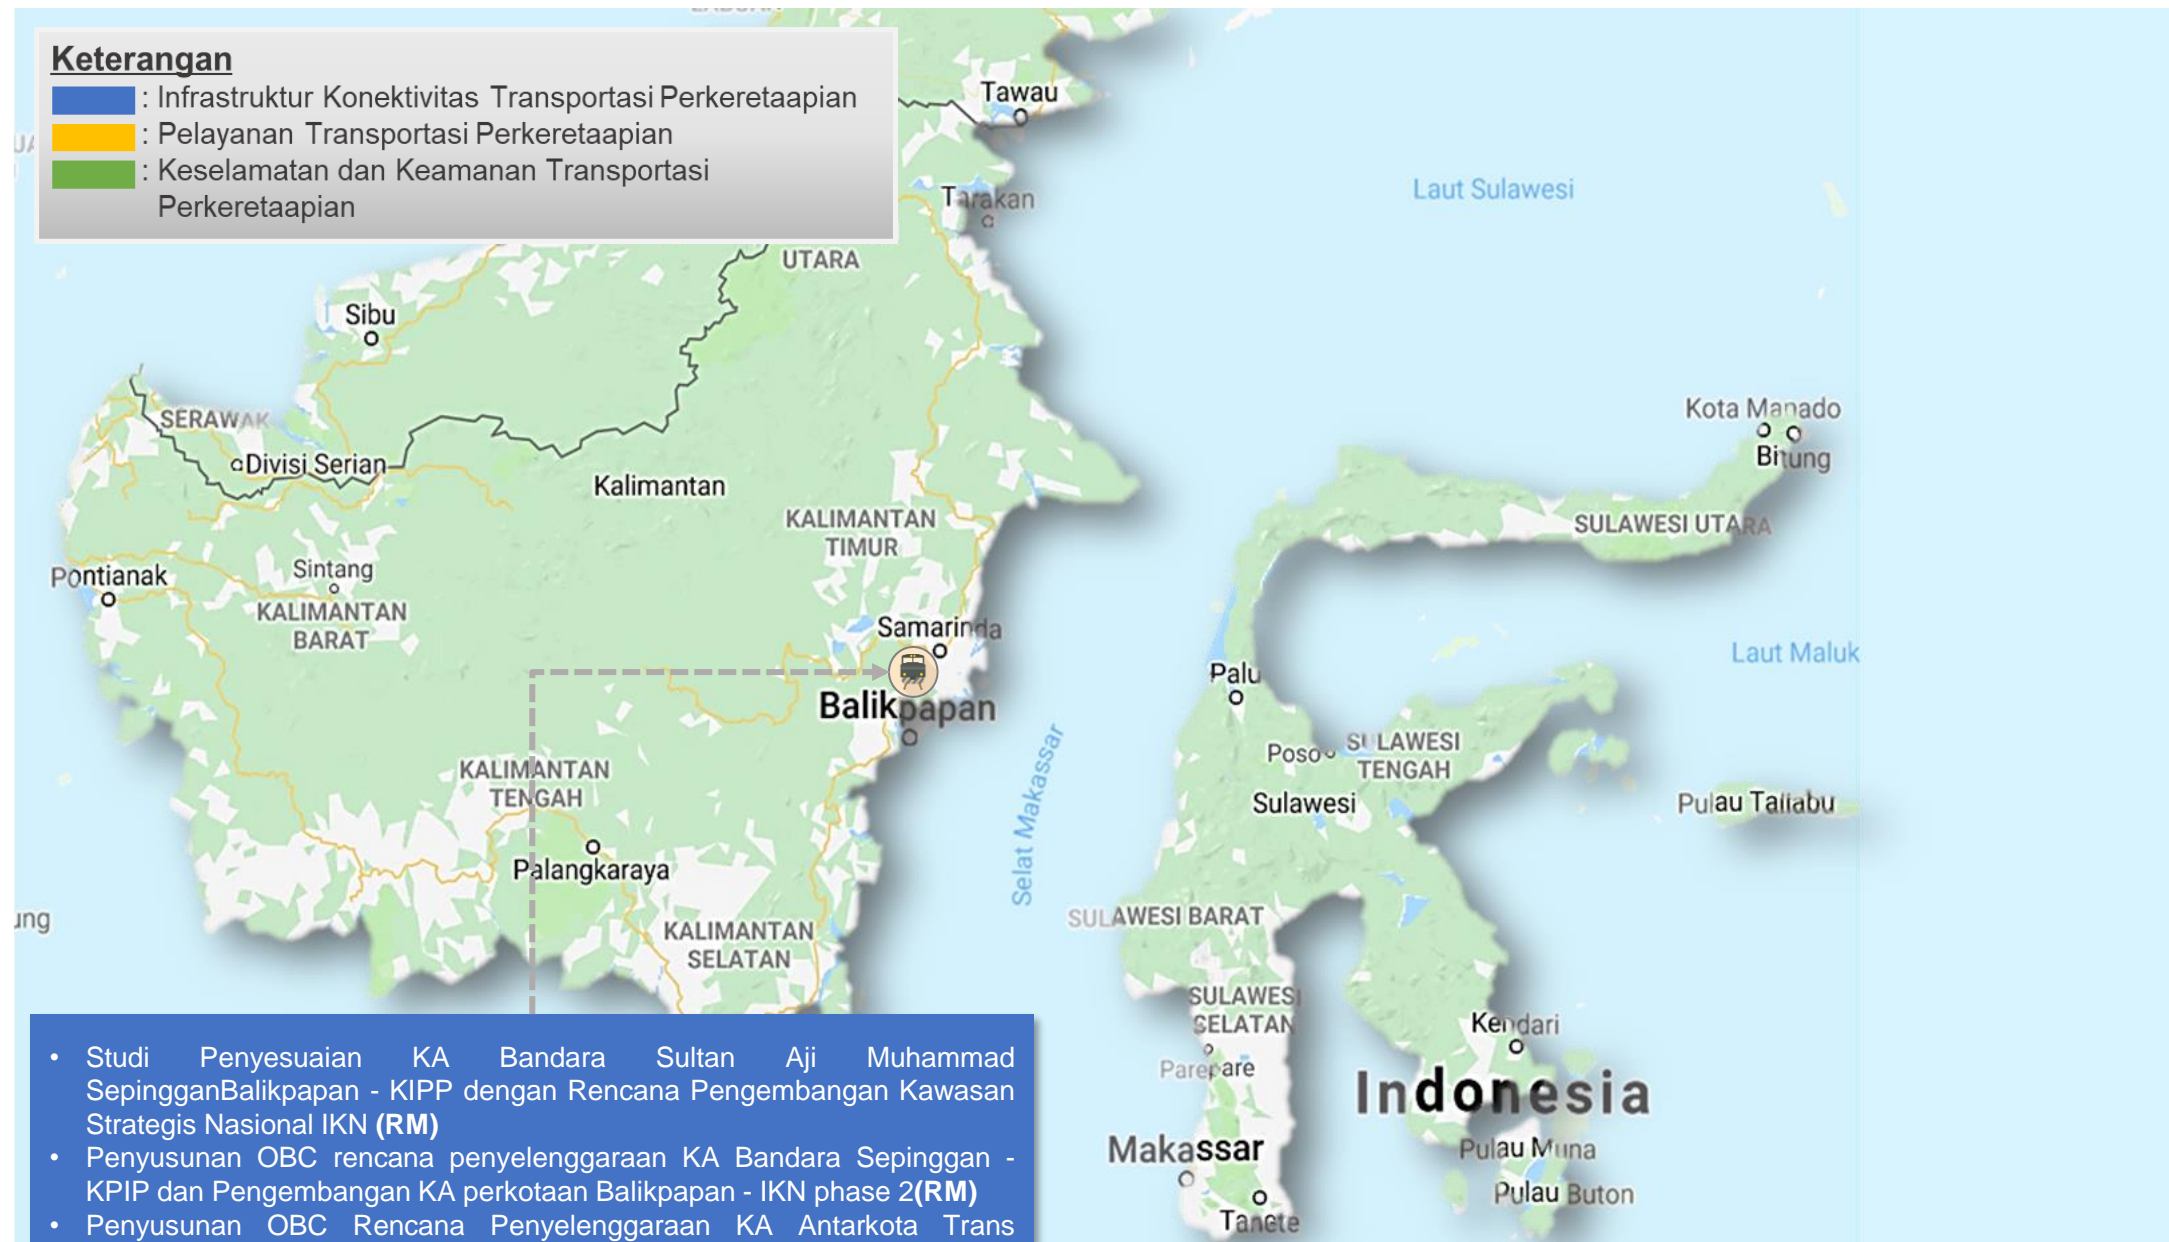 Keterangan
: Infrastruktur Konektivitas Transportasi Perkeretaapian
: Pelayanan Transportasi Perkeretaapian
: Keselamatan dan Keamanan Transportasi
Perkeretaapian
Tawau
Tarakan
Laut Sulawesi
UTARA
Sibu
SERAWAK
Divisi Serian
Kota Manado
Bitung
Kalimantan
KALIMANTAN
TIMUR
SULAWESI UTARA
Pontianak
Sintang
KALIMANTAN
BARAT
Samarinda
Laut Maluk
Palu
Balikpapan
Selat Makassar
Poso
SULAWESI
TENGAH
KALIMANTAN
TENGAH
Sulawesi
Pulau Taliabu
Palangkaraya
ung
SULAWESI BARAT
KALIMANTAN
SELATAN
SULAWESI
SELATAN
Kendari
Parepare
Indonesia
Makassar
Pulau Muna
Pulau Buton
Tanete
• Studi Penyesuaian KA Bandara Sultan Aji Muhammad
SepingganBalikpapan - KIPP dengan Rencana Pengembangan Kawasan
Strategis Nasional IKN (RM)
• Penyusunan OBC rencana penyelenggaraan KA Bandara Sepinggan -
KPIP dan Pengembangan KA perkotaan Balikpapan - IKN phase 2(RM)
• Penyusunan OBC Rencana Penyelenggaraan KA Antarkota Trans